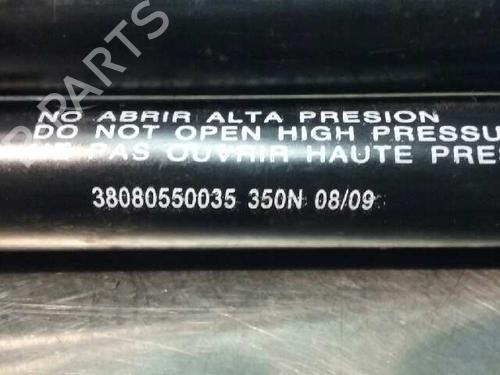 NO ABRIR ALTA PRESION
DO NOT OPEN HIGH PRESSU
PAS OUVRIR HAUTE PRES
38080550035 350N 08/09
PARTS